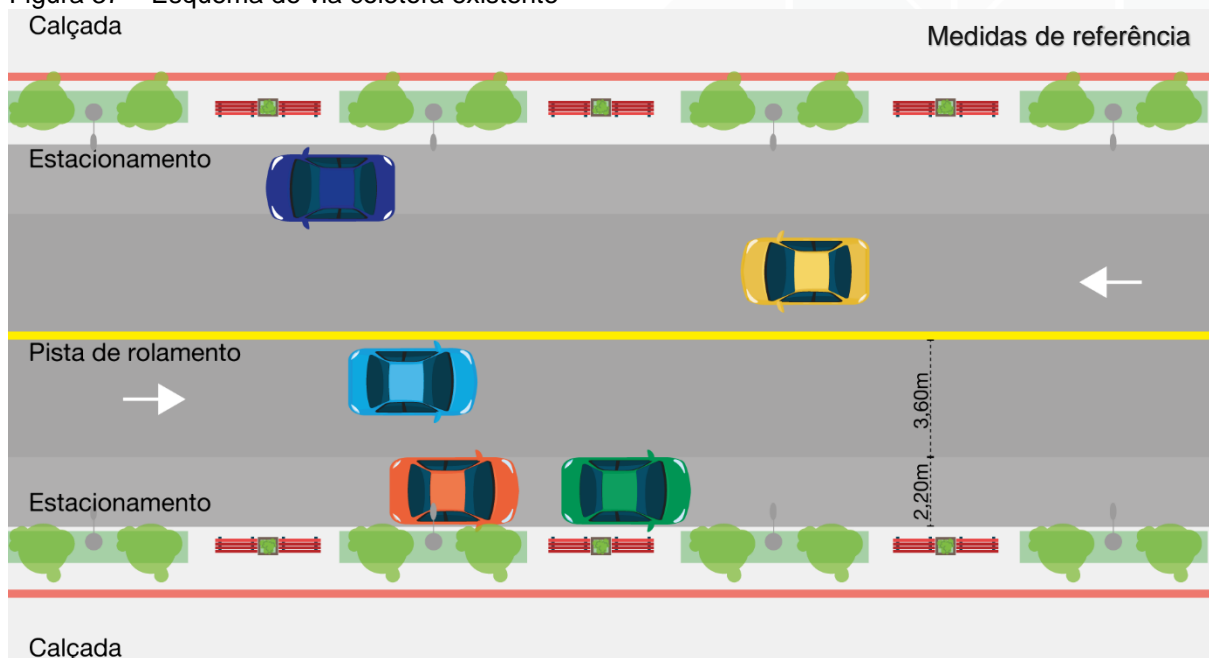 Calçada
Medidas de referência
Estacionamento
Pista de rolamento
3,60m
2,20m
Estacionamento
Calçada